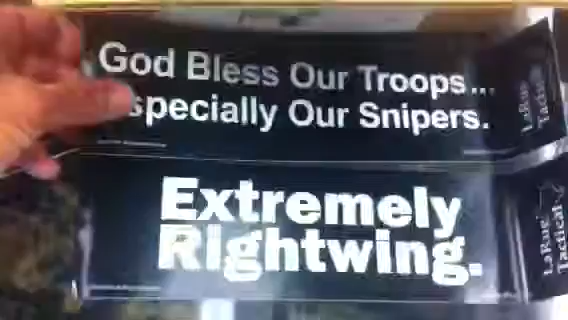 God Bless Our Troops...
specially Our Snipers.
LaRue
Tactical
Extremely
Rightwing.
LaRue
Tactical